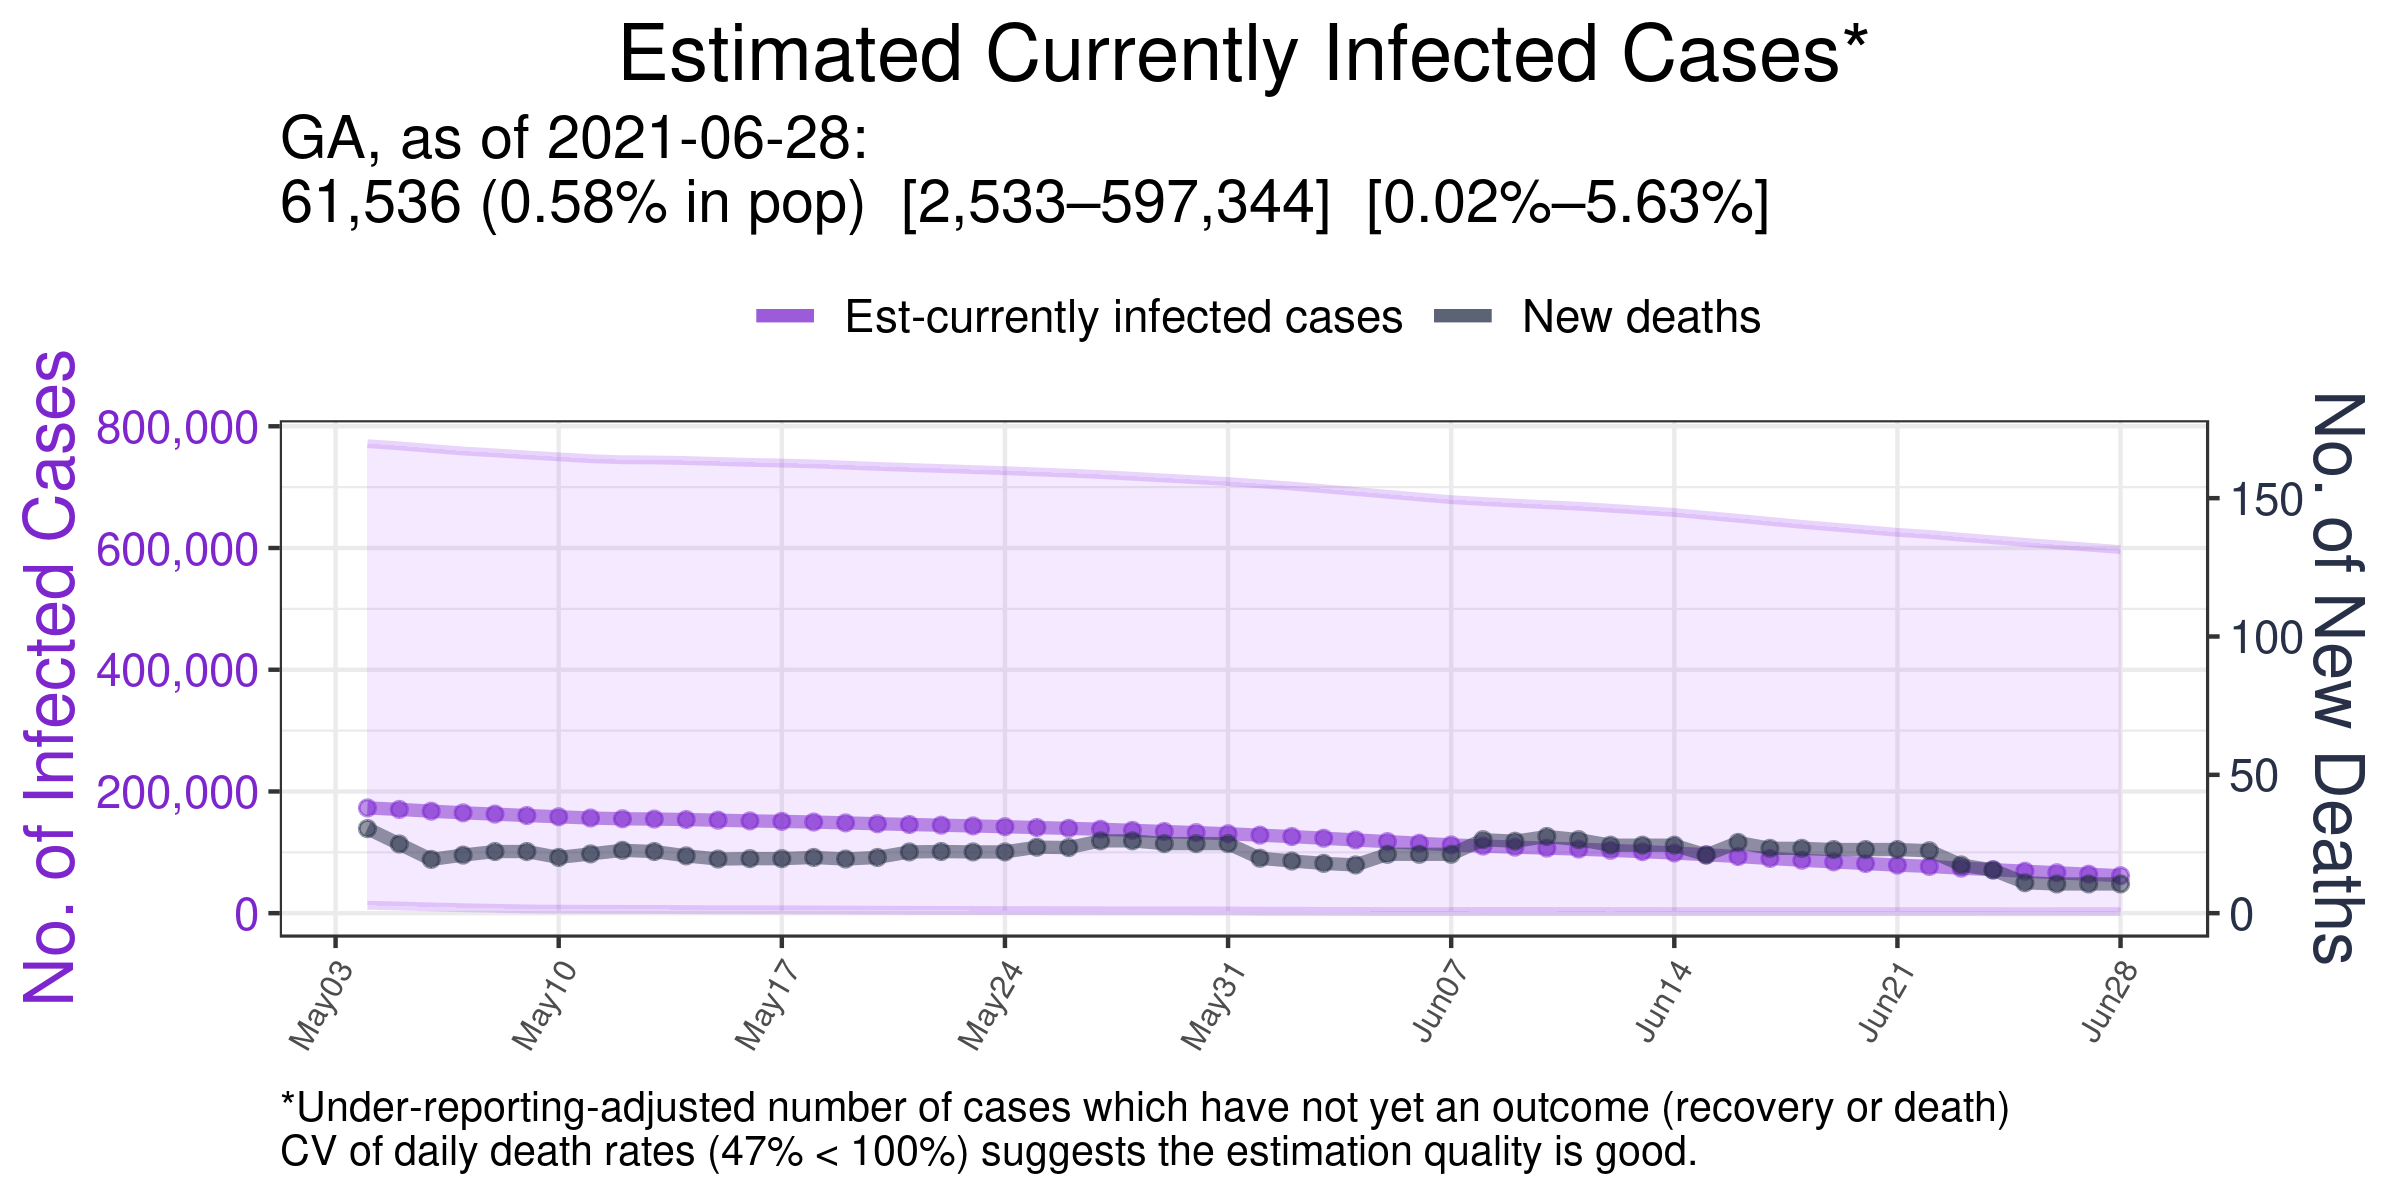 Estimated Currently Infected Cases*
GA, as of 2021-06-28:
61,536 (0.58% in pop)  [2,533–597,344]  [0.02%–5.63%]
Est-currently infected cases
New deaths
No. of Infected Cases
800,000
600,000
400,000
200,000
0
150
100
50
0
No. of New Deaths
May03
May10
May17
May24
May31
Jun07
Jun14
Jun21
Jun28
*Under-reporting-adjusted number of cases which have not yet an outcome (recovery or death)
CV of daily death rates (47% < 100%) suggests the estimation quality is good.